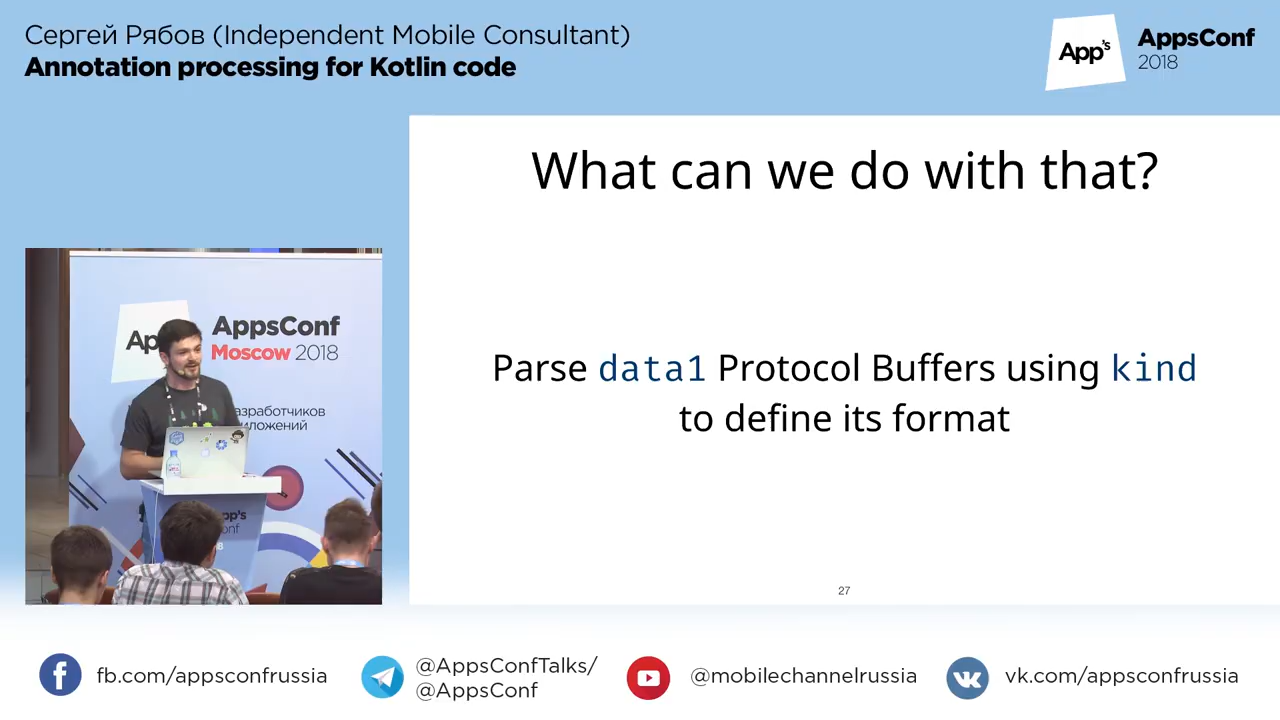 Сергей Рябов (Independent Mobile Consultant)
Annotation processing for Kotlin code
App's
AppsConf
2018
What can we do with that?
Parse data1 Protocol Buffers using kind
to define its format
27
AppsConf
Moscow 2018
fb.com/appsconfrussia
@AppsConfTalks/
@AppsConf
@mobilechannelrussia
vk.com/appsconfrussia